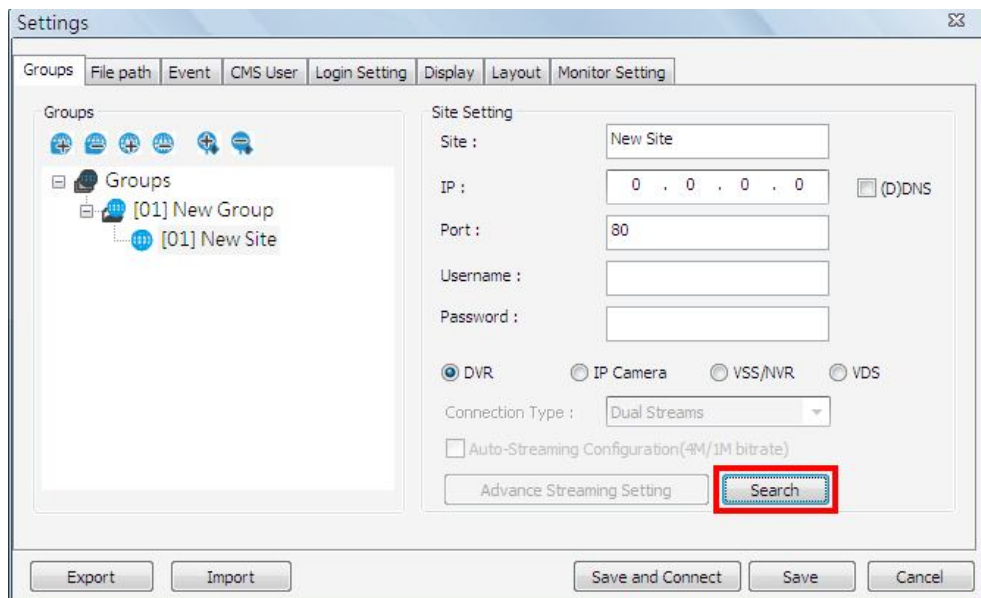 Settings
Groups File path Event CMS User Login Setting Display Layout Monitor Setting
Groups
Groups
[01] New Group
[01] New Site
Site Setting
Site : New Site
IP : 0 . 0 . 0 . 0 (D)DNS
Port : 80
Username :
Password :
DVR IP Camera VSS/NVR VDS
Connection Type : Dual Streams
Auto-Streaming Configuration(4M/1M bitrate)
Advance Streaming Setting Search
Export Import Save and Connect Save Cancel